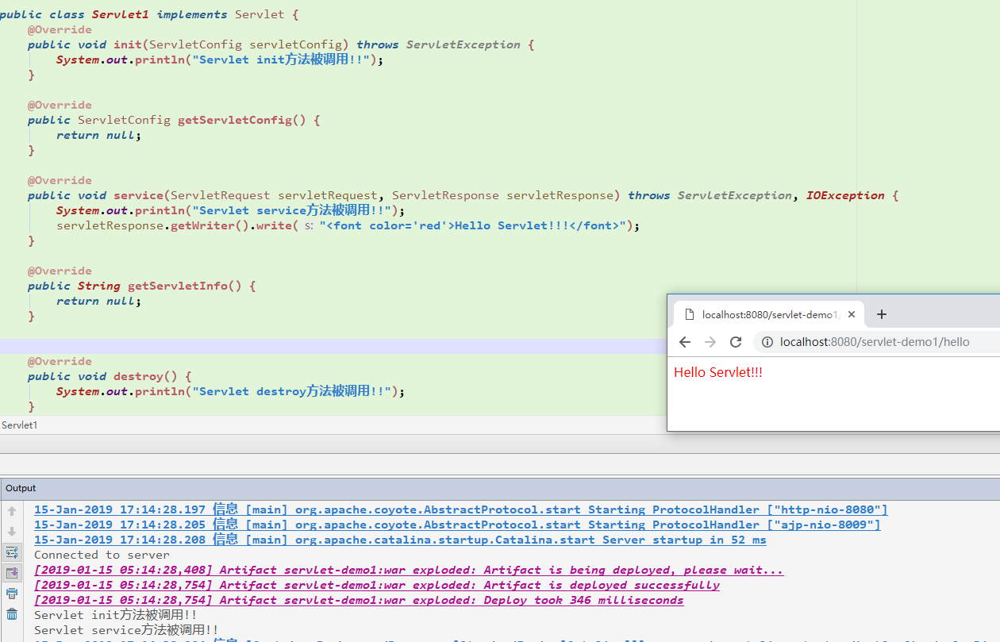 public class Servlet1 implements Servlet {
@Override
public void init(ServletConfig servletConfig) throws ServletException {
System.out.println("Servlet init方法被调用!!");
}
@Override
public ServletConfig getServletConfig() {
return null;
}
@Override
public void service(ServletRequest servletRequest, ServletResponse servletResponse) throws ServletException, IOException {
System.out.println("Servlet service方法被调用!!");
servletResponse.getWriter().write( s: "<font color='red'>Hello Servlet!!!</font>");
}
@Override
public String getServletInfo() {
return null;
}
@Override
public void destroy() {
System.out.println("Servlet destroy方法被调用!!");
}
Servlet1
localhost:8080/servlet-demo1/
localhost:8080/servlet-demo1/hello
Hello Servlet!!!
Output
15-Jan-2019 17:14:28.197 信息 [main] org.apache.coyote.AbstractProtocol.start Starting ProtocolHandler ["http-nio-8080"]
15-Jan-2019 17:14:28.205 信息 [main] org.apache.coyote.AbstractProtocol.start Starting ProtocolHandler ["ajp-nio-8009"]
15-Jan-2019 17:14:28.208 信息 [main] org.apache.catalina.startup.Catalina.start Server startup in 52 ms
Connected to server
[2019-01-15 05:14:28,408] Artifact servlet-demo1:war exploded: Artifact is being deployed, please wait...
[2019-01-15 05:14:28,754] Artifact servlet-demo1:war exploded: Artifact is deployed successfully
[2019-01-15 05:14:28,754] Artifact servlet-demo1:war exploded: Deploy took 346 milliseconds
Servlet init方法被调用!!
Servlet service方法被调用!!